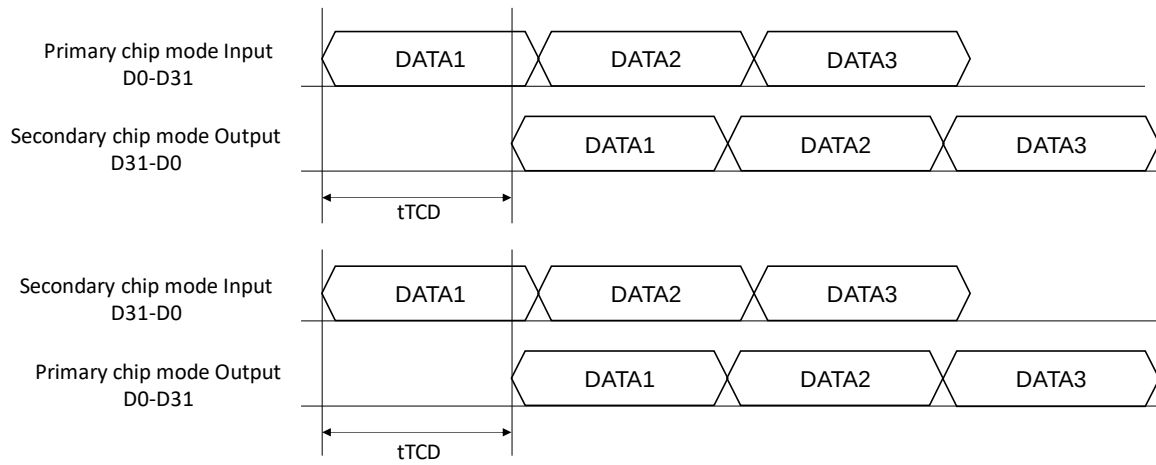 Primary chip mode Input
D0-D31
DATA1 DATA2 DATA3
Secondary chip mode Output
D31-D0
DATA1 DATA2 DATA3
tTCD
Secondary chip mode Input
D31-D0
DATA1 DATA2 DATA3
Primary chip mode Output
D0-D31
DATA1 DATA2 DATA3
tTCD